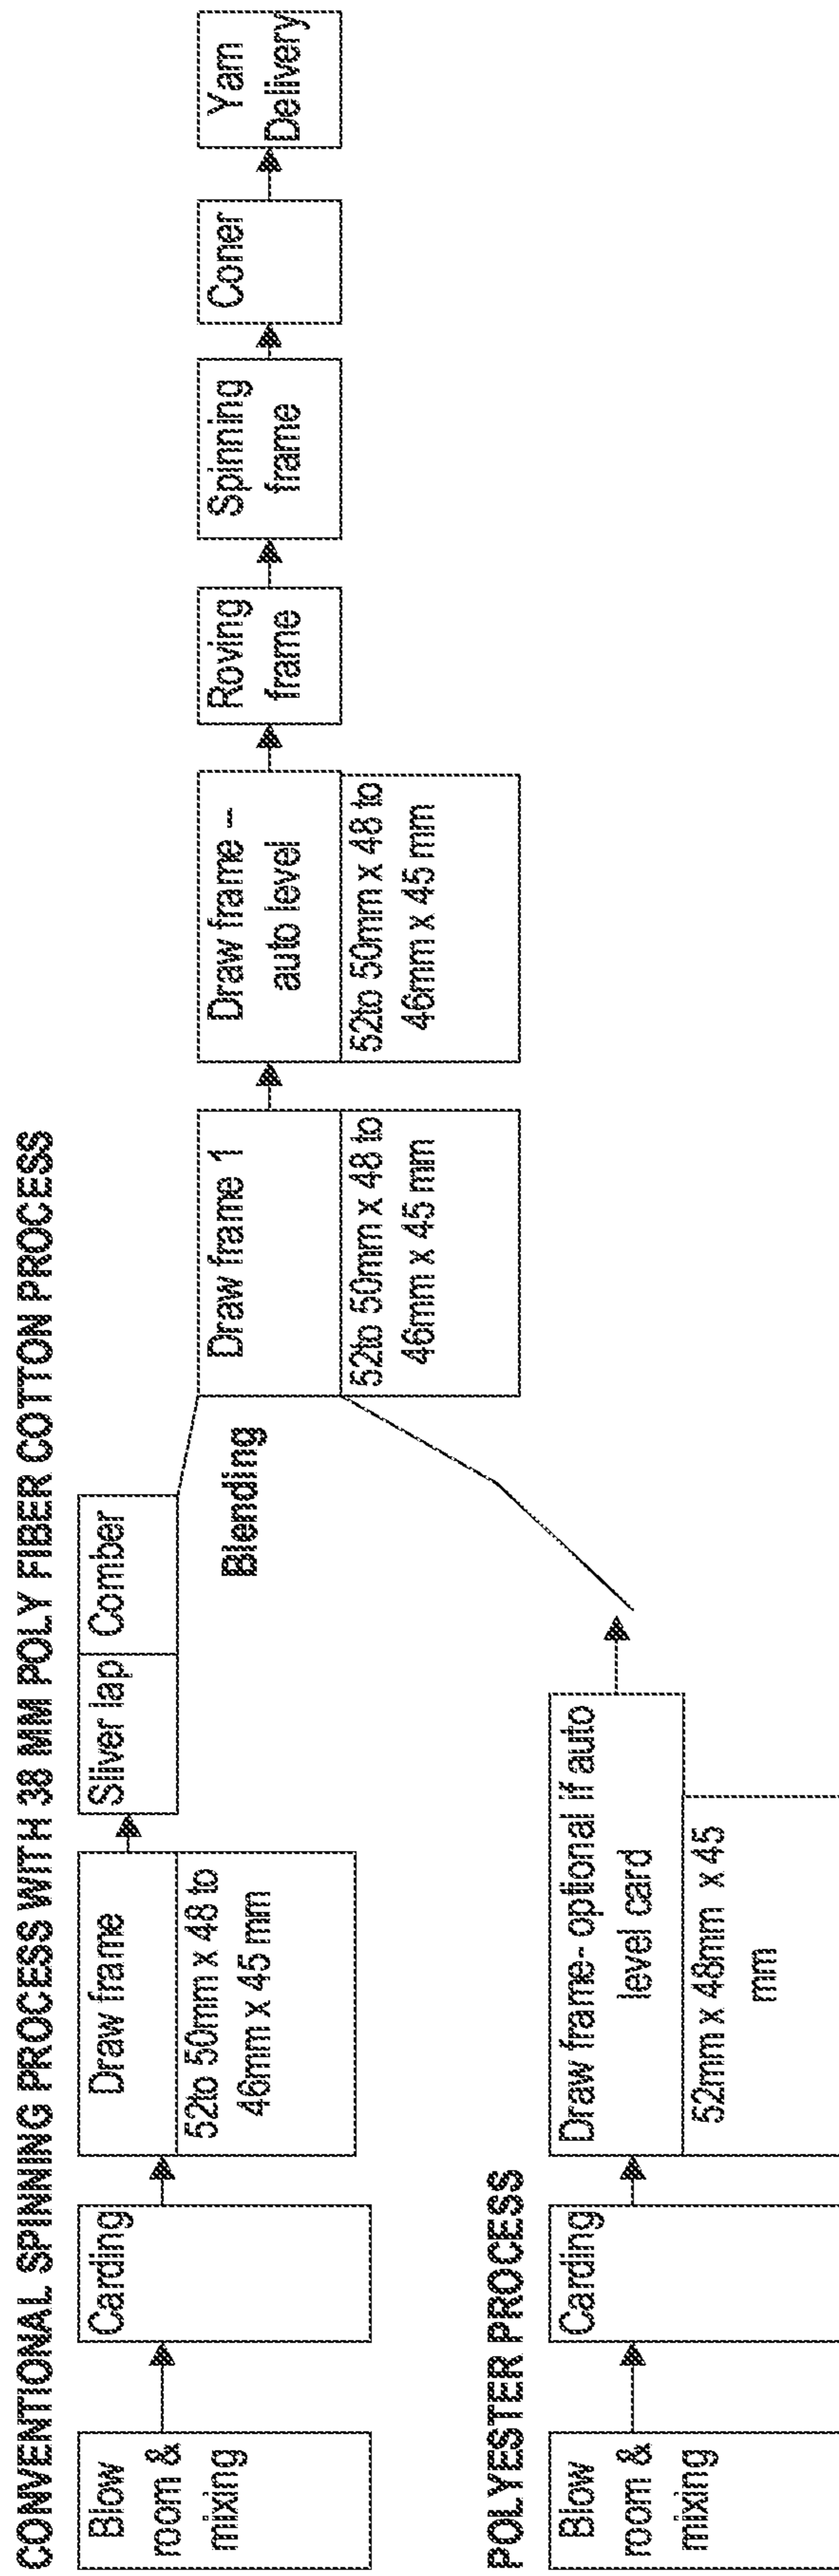 CONVENTIONAL SPINNING PROCESS WITH 38 MM POLY FIBER COTTON PROCESS
Blow
room &
mixing
Carding
Draw frame
52to 50mm x 48 to
46mm x 45 mm
Sliver lap
Comber
Blending
Draw frame 1
52to 50mm x 48 to
46mm x 45 mm
Draw frame –
auto level
52to 50mm x 48 to
46mm x 45 mm
Roving
frame
Spinning
frame
Coner
Yarn
Delivery
POLYESTER PROCESS
Blow
room &
mixing
Carding
Draw frame- optional if auto
level card
52mm x 48mm x 45
mm